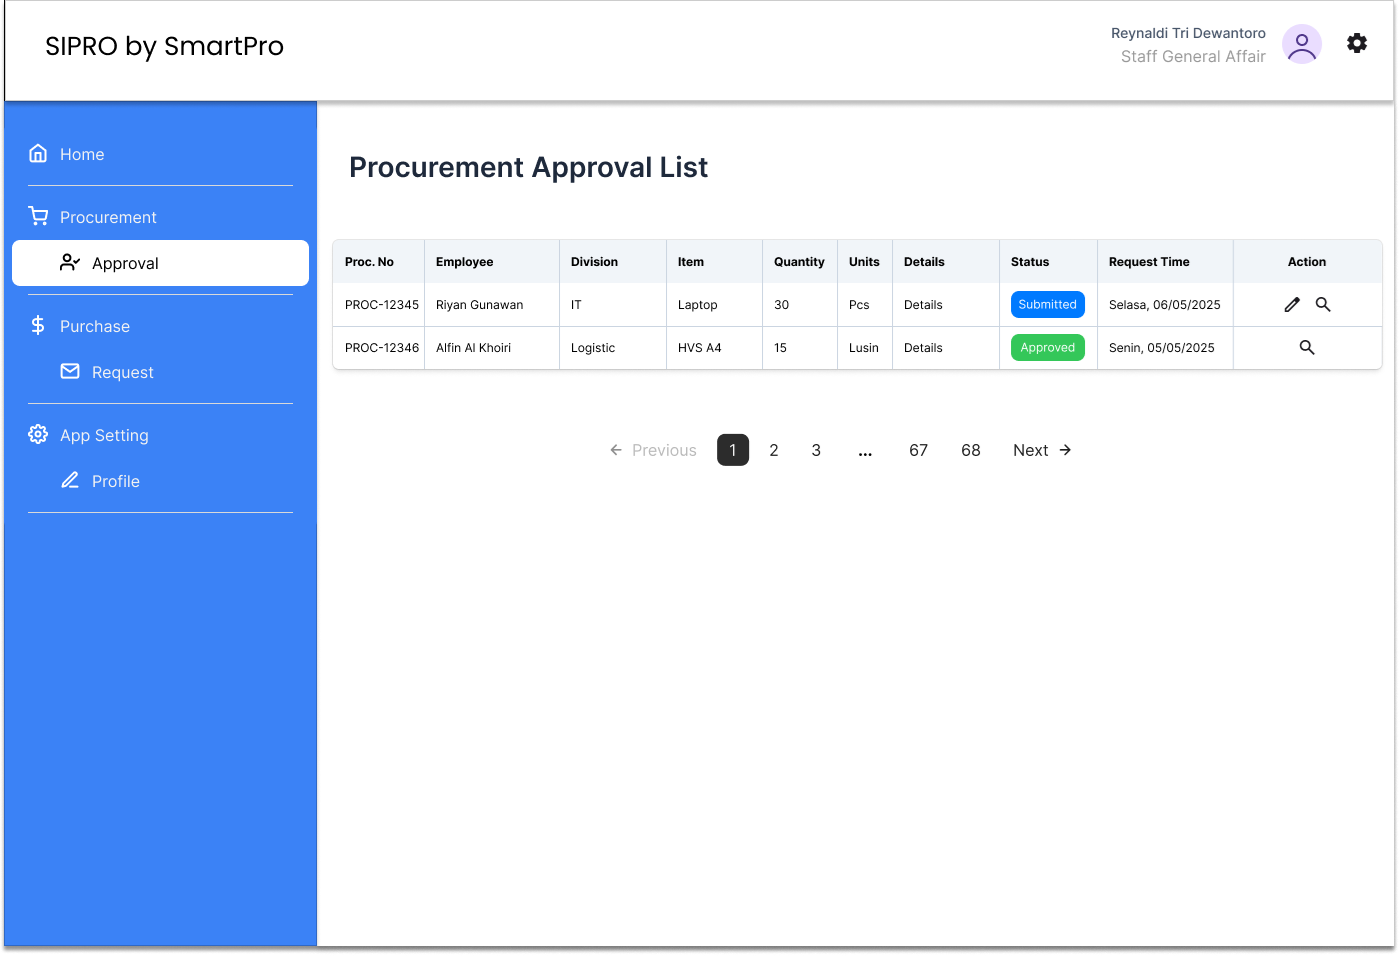 SIPRO by SmartPro
Reynaldi Tri Dewantoro
Staff General Affair
Home
Procurement
Approval
Purchase
Request
App Setting
Profile
Procurement Approval List
Proc. No Employee Division Item Quantity Units Details Status Request Time Action
PROC-12345 Riyan Gunawan IT Laptop 30 Pcs Details Submitted Selasa, 06/05/2025
PROC-12346 Alfin Al Khoiri Logistic HVS A4 15 Lusin Details Approved Senin, 05/05/2025
Previous 1 2 3 ... 67 68 Next